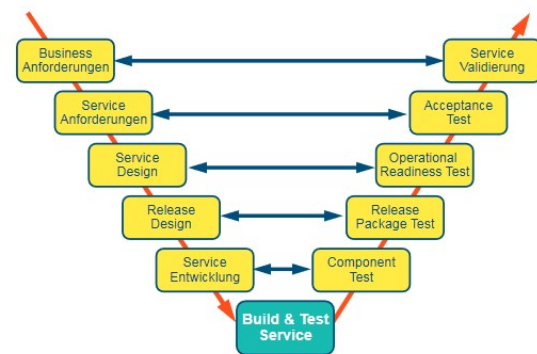 Business
Anforderungen
Service
Validierung
Service
Anforderungen
Acceptance
Test
Service
Design
Operational
Readiness Test
Release
Design
Release
Package Test
Service
Entwicklung
Component
Test
Build & Test
Service